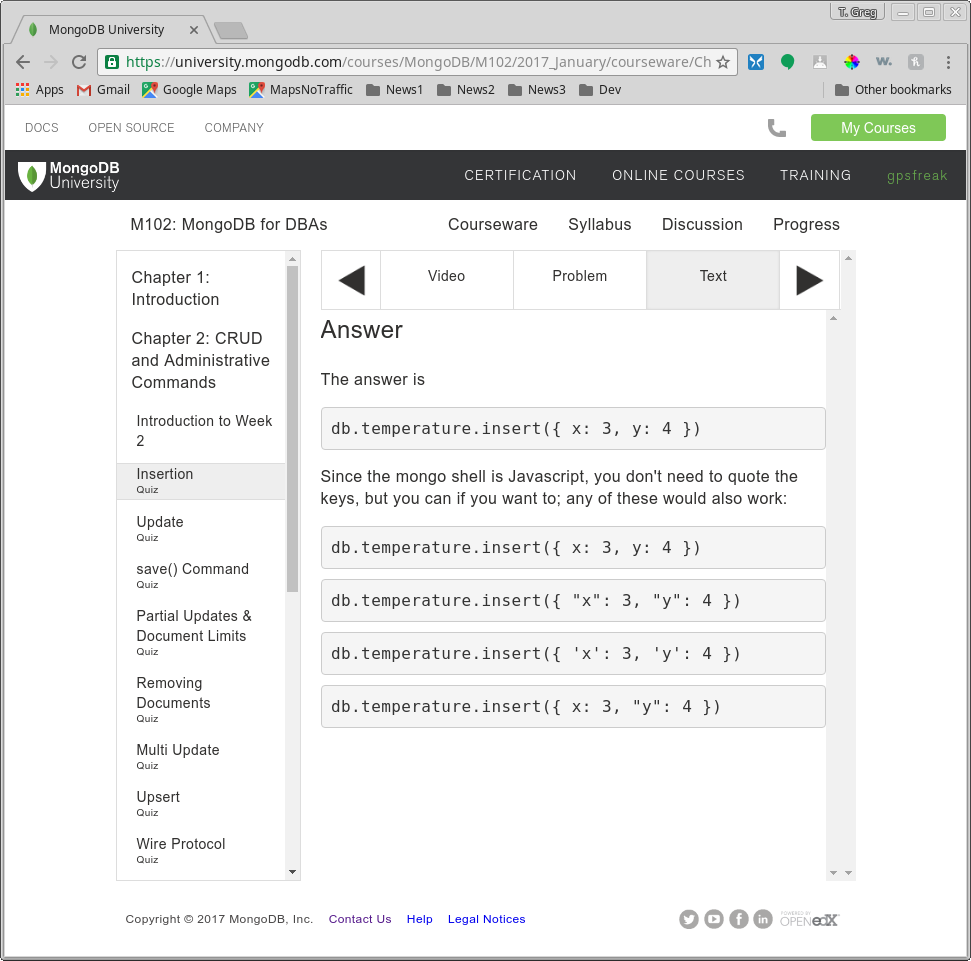 T. Greg
MongoDB University
https://university.mongodb.com/courses/MongoDB/M102/2017_January/courseware/Ch
Apps Gmail Google Maps MapsNoTraffic News1 News2 News3 Dev Other bookmarks
DOCS OPEN SOURCE COMPANY My Courses
MongoDB
University
CERTIFICATION ONLINE COURSES TRAINING gpsfreak
M102: MongoDB for DBAs Courseware Syllabus Discussion Progress
Chapter 1:
Introduction
Chapter 2: CRUD
and Administrative
Commands
Introduction to Week
2
Insertion
Quiz
Update
Quiz
save() Command
Quiz
Partial Updates &
Document Limits
Quiz
Removing
Documents
Quiz
Multi Update
Quiz
Upsert
Quiz
Wire Protocol
Quiz
Video Problem Text
Answer
The answer is
db.temperature.insert({ x: 3, y: 4 })
Since the mongo shell is Javascript, you don't need to quote the
keys, but you can if you want to; any of these would also work:
db.temperature.insert({ x: 3, y: 4 })
db.temperature.insert({ "x": 3, "y": 4 })
db.temperature.insert({ 'x': 3, 'y': 4 })
db.temperature.insert({ x: 3, "y": 4 })
Copyright © 2017 MongoDB, Inc. Contact Us Help Legal Notices
POWERED BY
OPEN edX